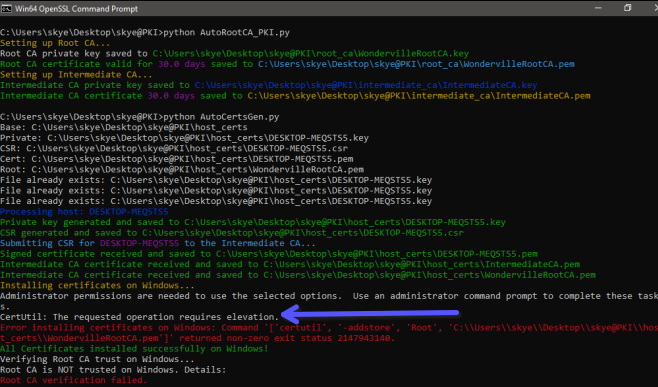 Win64 OpenSSL Command Prompt
C:\Users\skye\Desktop\skye@PKI>python AutoRootCA_PKI.py
Setting up Root CA...
Root CA private key saved to C:\Users\skye\Desktop\skye@PKI\root_ca\WondervilleRootCA.key
Root CA certificate valid for 30.0 days saved to C:\Users\skye\Desktop\skye@PKI\root_ca\WondervilleRootCA.pem
Setting up Intermediate CA...
Intermediate CA private key saved to C:\Users\skye\Desktop\skye@PKI\intermediate_ca\IntermediateCA.key
Intermediate CA certificate 30.0 days saved to C:\Users\skye\Desktop\skye@PKI\intermediate_ca\IntermediateCA.pem
C:\Users\skye\Desktop\skye@PKI>python AutoCertsGen.py
Base: C:\Users\skye\Desktop\skye@PKI\host_certs
Private: C:\Users\skye\Desktop\skye@PKI\host_certs\DESKTOP-MEQSTS5.key
CSR: C:\Users\skye\Desktop\skye@PKI\host_certs\DESKTOP-MEQSTS5.csr
Cert: C:\Users\skye\Desktop\skye@PKI\host_certs\DESKTOP-MEQSTS5.pem
Root: C:\Users\skye\Desktop\skye@PKI\host_certs\WondervilleRootCA.pem
File already exists: C:\Users\skye\Desktop\skye@PKI\host_certs\DESKTOP-MEQSTS5.key
File already exists: C:\Users\skye\Desktop\skye@PKI\host_certs\DESKTOP-MEQSTS5.key
File already exists: C:\Users\skye\Desktop\skye@PKI\host_certs\DESKTOP-MEQSTS5.key
Processing host: DESKTOP-MEQSTS5
Private key generated and saved to C:\Users\skye\Desktop\skye@PKI\host_certs\DESKTOP-MEQSTS5.key
CSR generated and saved to C:\Users\skye\Desktop\skye@PKI\host_certs\DESKTOP-MEQSTS5.csr
Submitting CSR for DESKTOP-MEQSTS5 to the Intermediate CA...
Signed certificate received and saved to C:\Users\skye\Desktop\skye@PKI\host_certs\DESKTOP-MEQSTS5.pem
Intermediate CA certificate received and saved to C:\Users\skye\Desktop\skye@PKI\host_certs\IntermediateCA.pem
Intermediate CA certificate received and saved to C:\Users\skye\Desktop\skye@PKI\host_certs\WondervilleRootCA.pem
Installing certificates on Windows...
Administrator permissions are needed to use the selected options.  Use an administrator command prompt to complete these task
s.
CertUtil: The requested operation requires elevation.
Error installing certificates on Windows: Command '['certutil', '-addstore', 'Root', 'C:\\Users\\skye\\Desktop\\skye@PKI\\hos
t_certs\\WondervilleRootCA.pem']' returned non-zero exit status 2147943140.
All Certificates installed successfully on Windows!
Verifying Root CA trust on Windows...
Root CA is NOT trusted on Windows. Details:
Root CA verification failed.